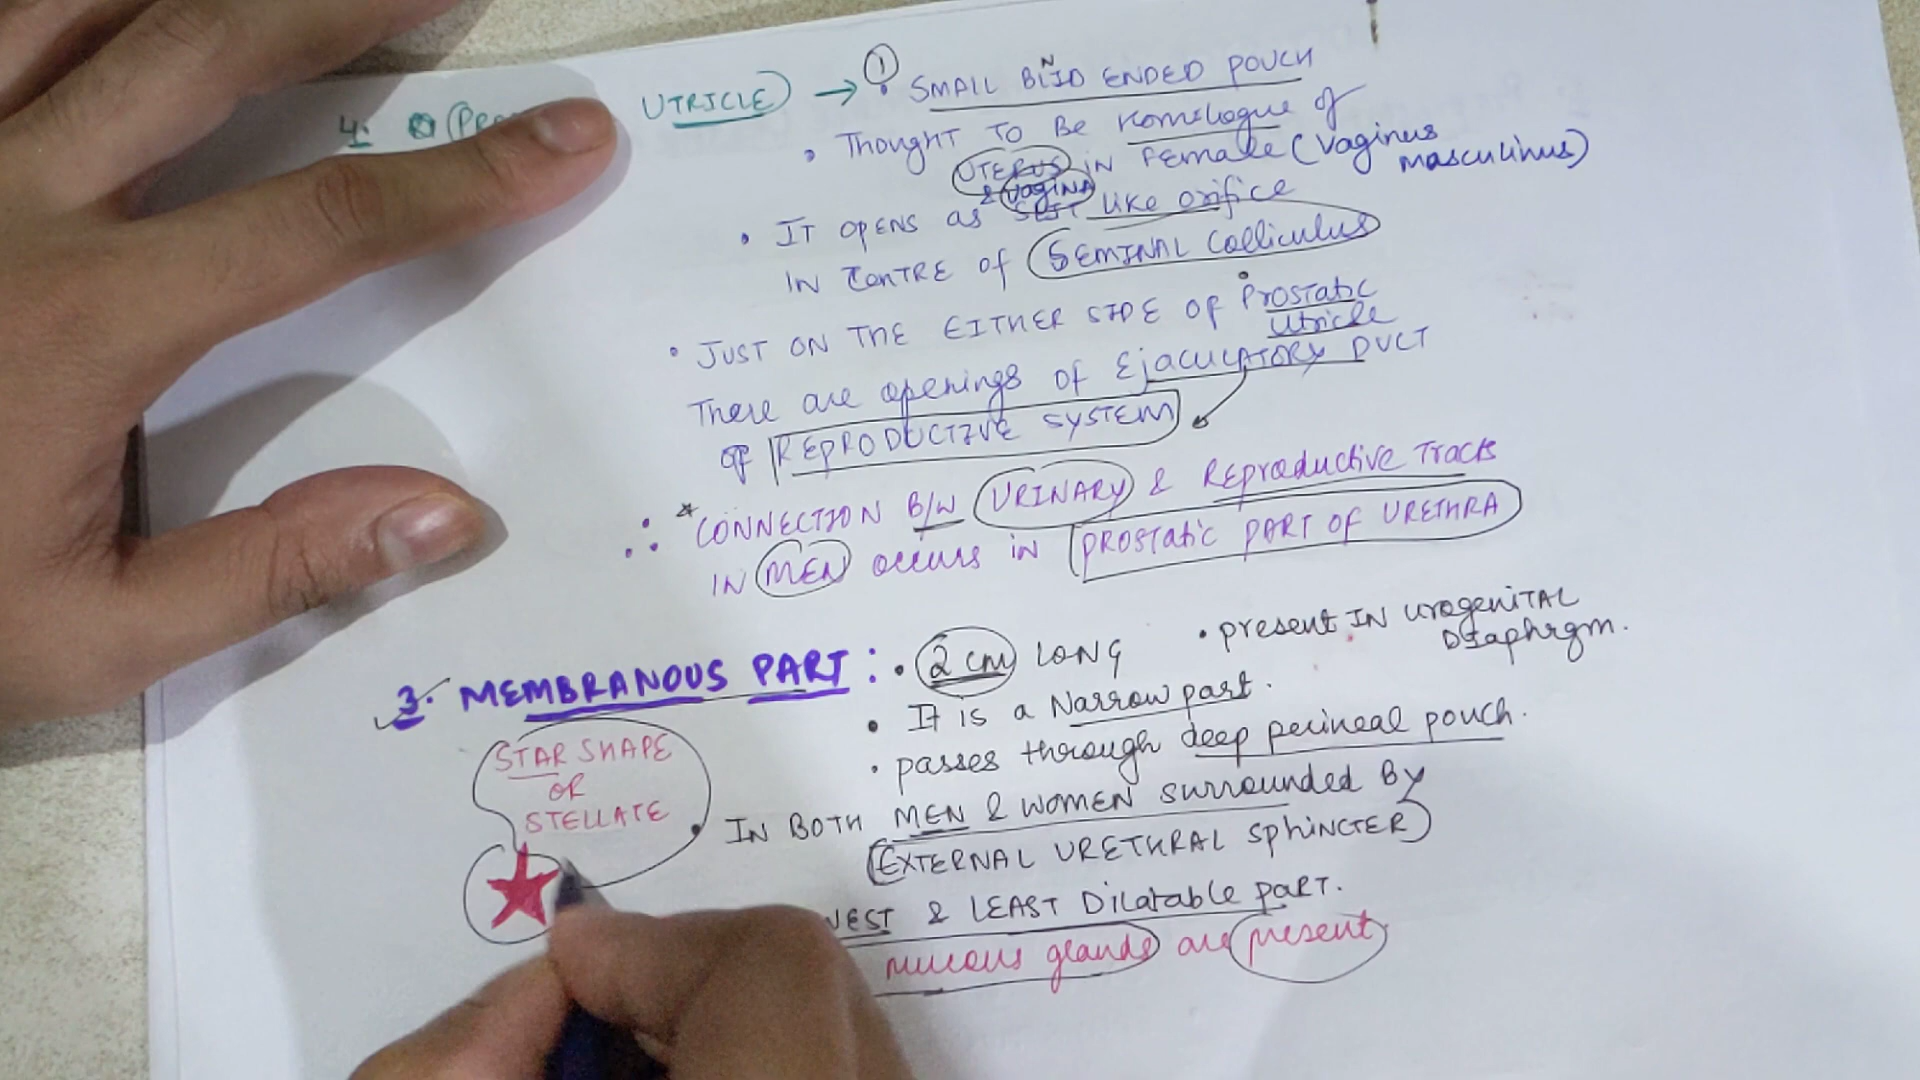 4. (Pro UTRICLE) → ① SMALL BLIND ENDED POUCH
• Thought TO Be Homologue of
UTERUS IN Female (Vaginus masculinus)
& VagINA
• IT OPENS as SLIT LIKE orifice
IN CENTRE of SEMINAL Colliculus
• JUST ON THE EITHER SIDE OF Prostatic Utricle
There are openings of EjaculATORY DUCT
of REPRODUCTIVE SYSTEM
∴ * CONNECTION B/W URINARY & Reproductive Tracts
IN MEN occurs in PROSTatic PART OF URETHRA
3. MEMBRANOUS PART : • 2 cm LONG • present IN UrogeniTAL DIaphrgm.
• It is a Narrow part.
• passes through deep perineal pouch.
STAR SHAPE
OR
STELLATE
• IN BOTH MEN & WOMEN surrounded By
EXTERNAL URETHRAL SphINCTER
WEST & LEAST Dilatable paRT.
mucous glands are present